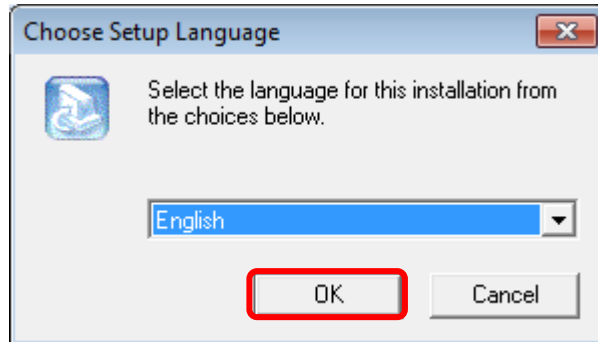 Choose Setup Language
Select the language for this installation from
the choices below.
English
OK
Cancel